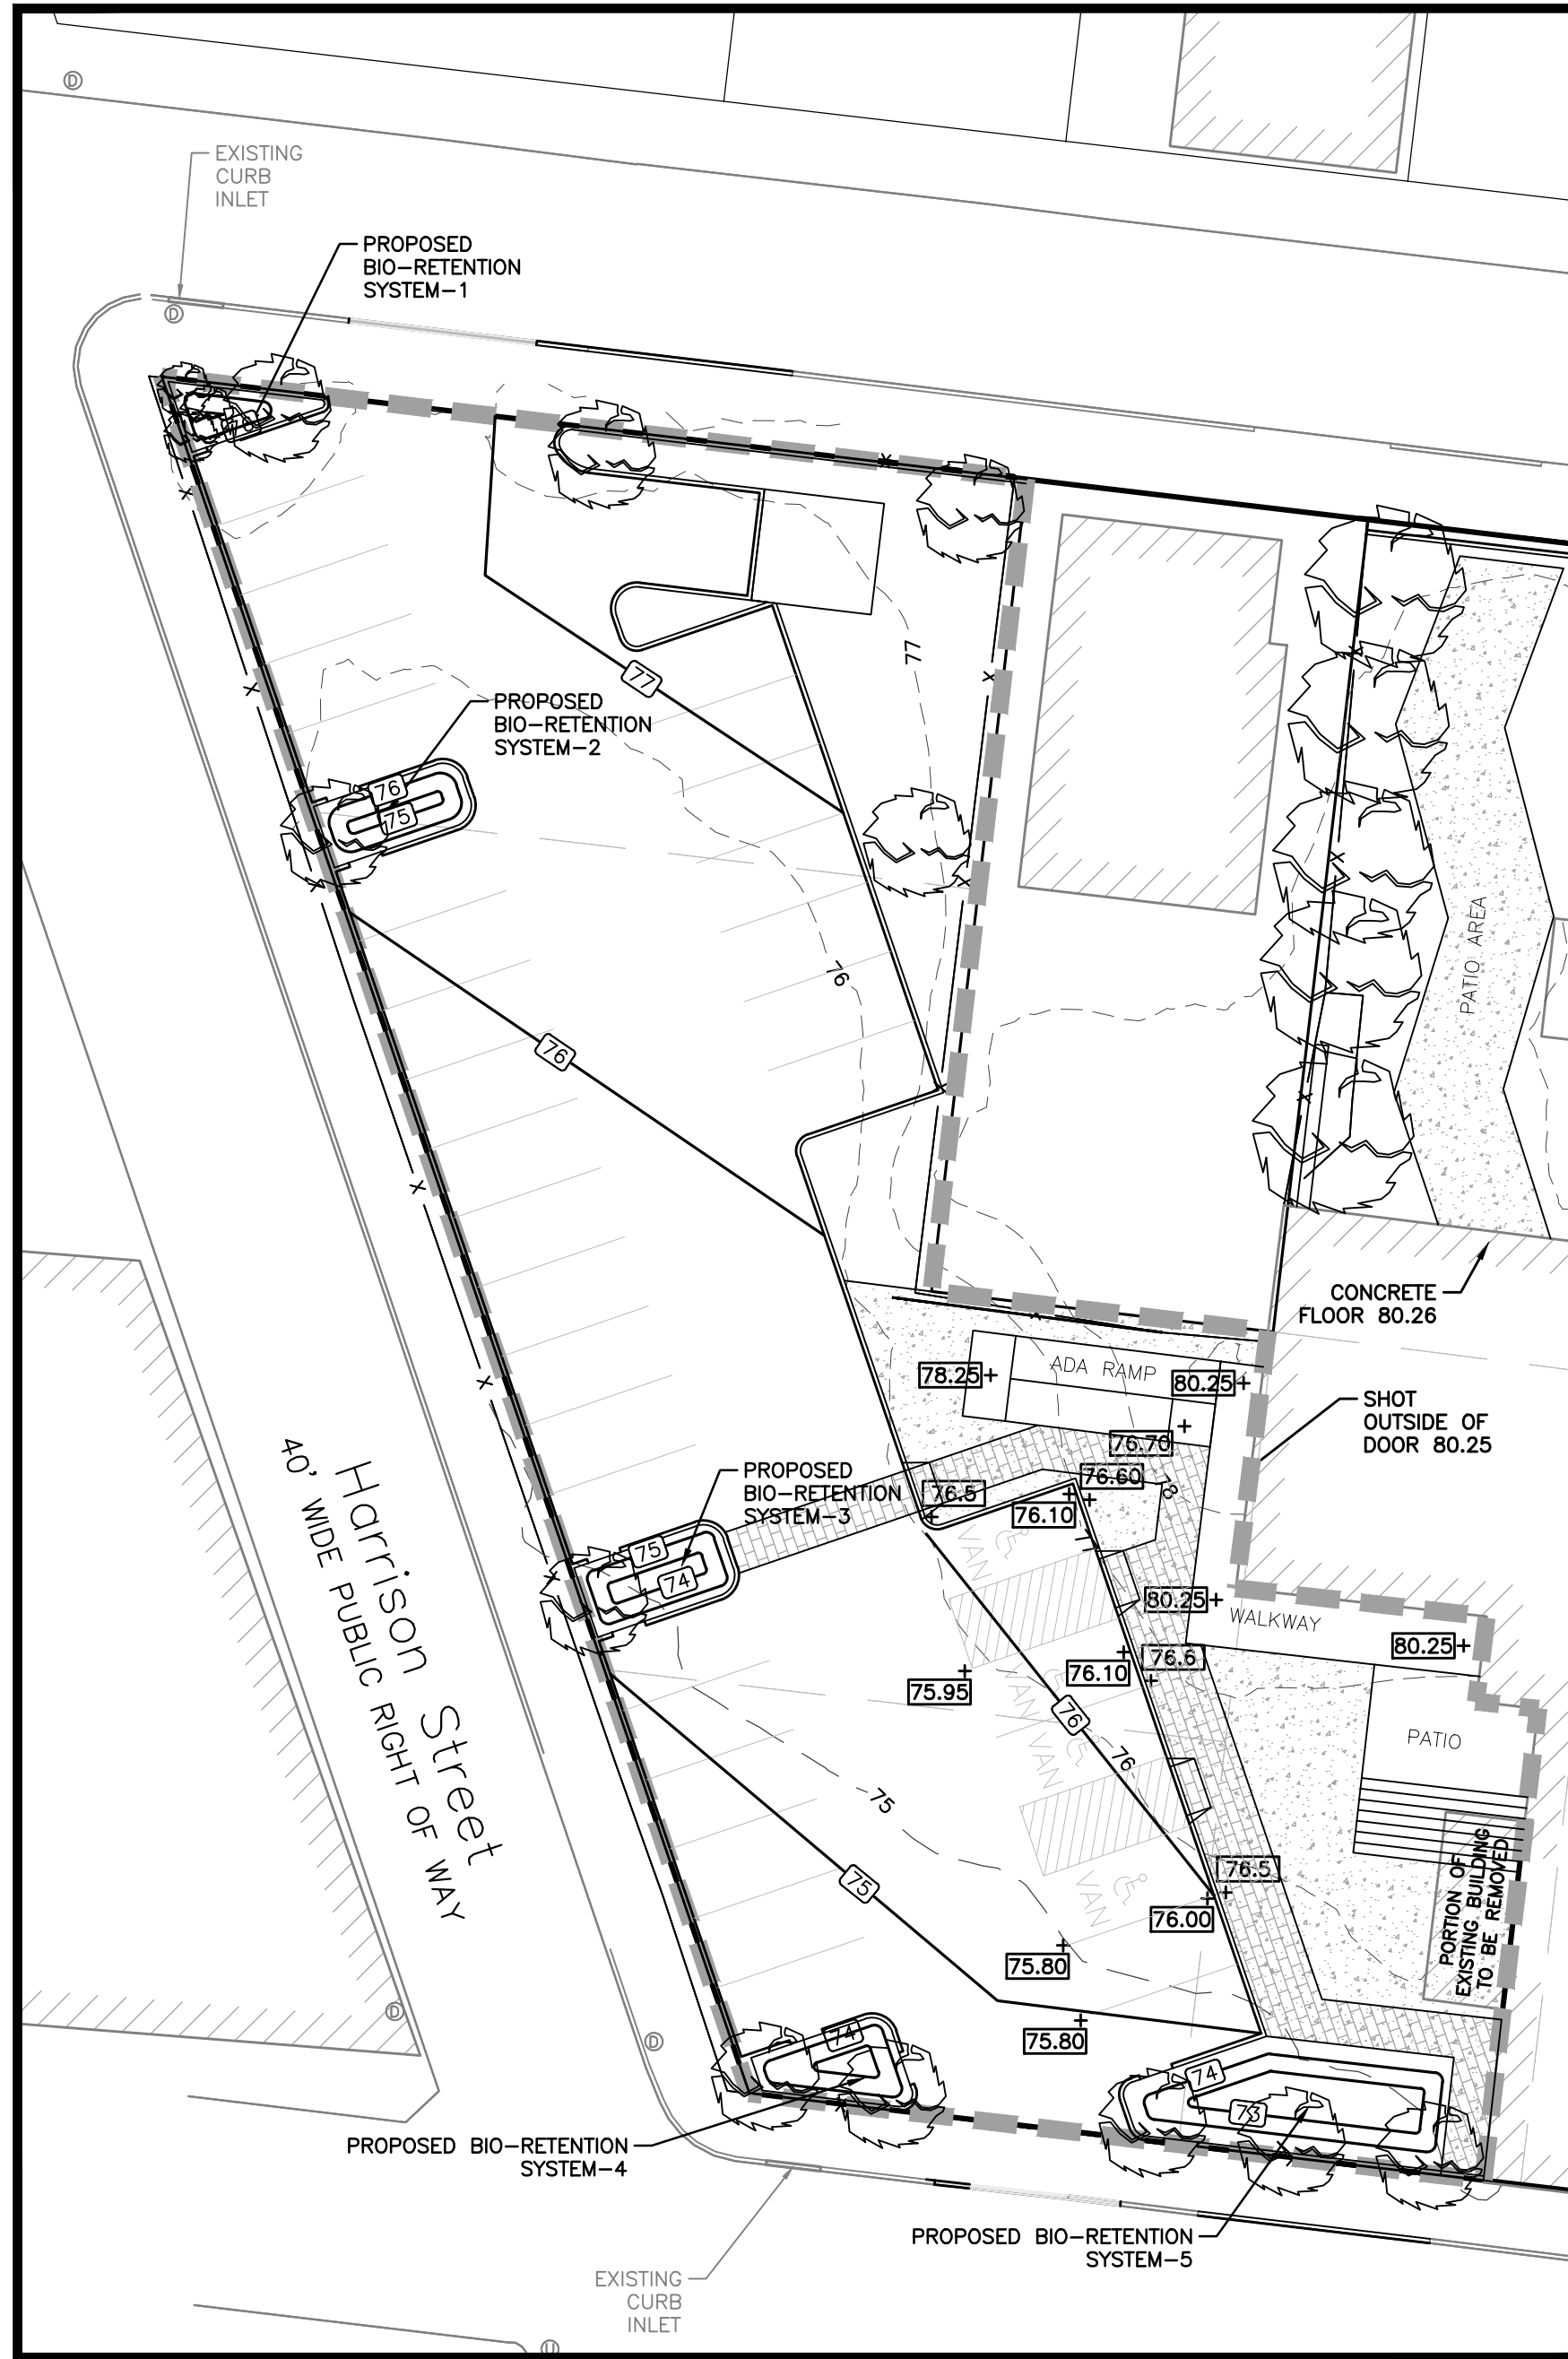 D
EXISTING
CURB
INLET
PROPOSED
BIO-RETENTION
SYSTEM-1
D
77
77
PROPOSED
BIO-RETENTION
SYSTEM-2
76
75
PATIO AREA
76
76
CONCRETE
FLOOR 80.26
ADA RAMP
78.25+
80.25+
SHOT
OUTSIDE OF
DOOR 80.25
76.70
76.60
76.5
76.10
PROPOSED
BIO-RETENTION
SYSTEM-3
75
74
VAN
Harrison Street
40' WIDE PUBLIC RIGHT OF WAY
80.25+
WALKWAY
80.25+
76.10
76.6
75.95
VAN
VAN
76
76
PATIO
75
75
PORTION OF
EXISTING BUILDING
TO BE REMOVED
76.5
76.00
VAN
75.80
75.80
D
D
74
74
73
PROPOSED BIO-RETENTION
SYSTEM-4
PROPOSED BIO-RETENTION
SYSTEM-5
EXISTING
CURB
INLET
U